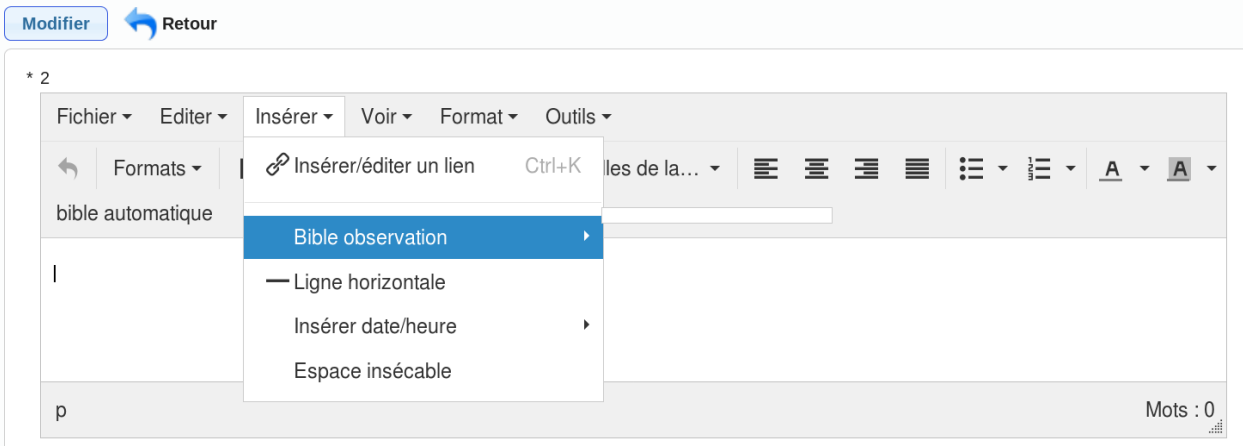 Modifier Retour
* 2
Fichier Editer Insérer Voir Format Outils
Insérer/éditer un lien Ctrl+K
Formats lles de la... A A
bible automatique
Bible observation
Ligne horizontale
Insérer date/heure
Espace insécable
p Mots : 0